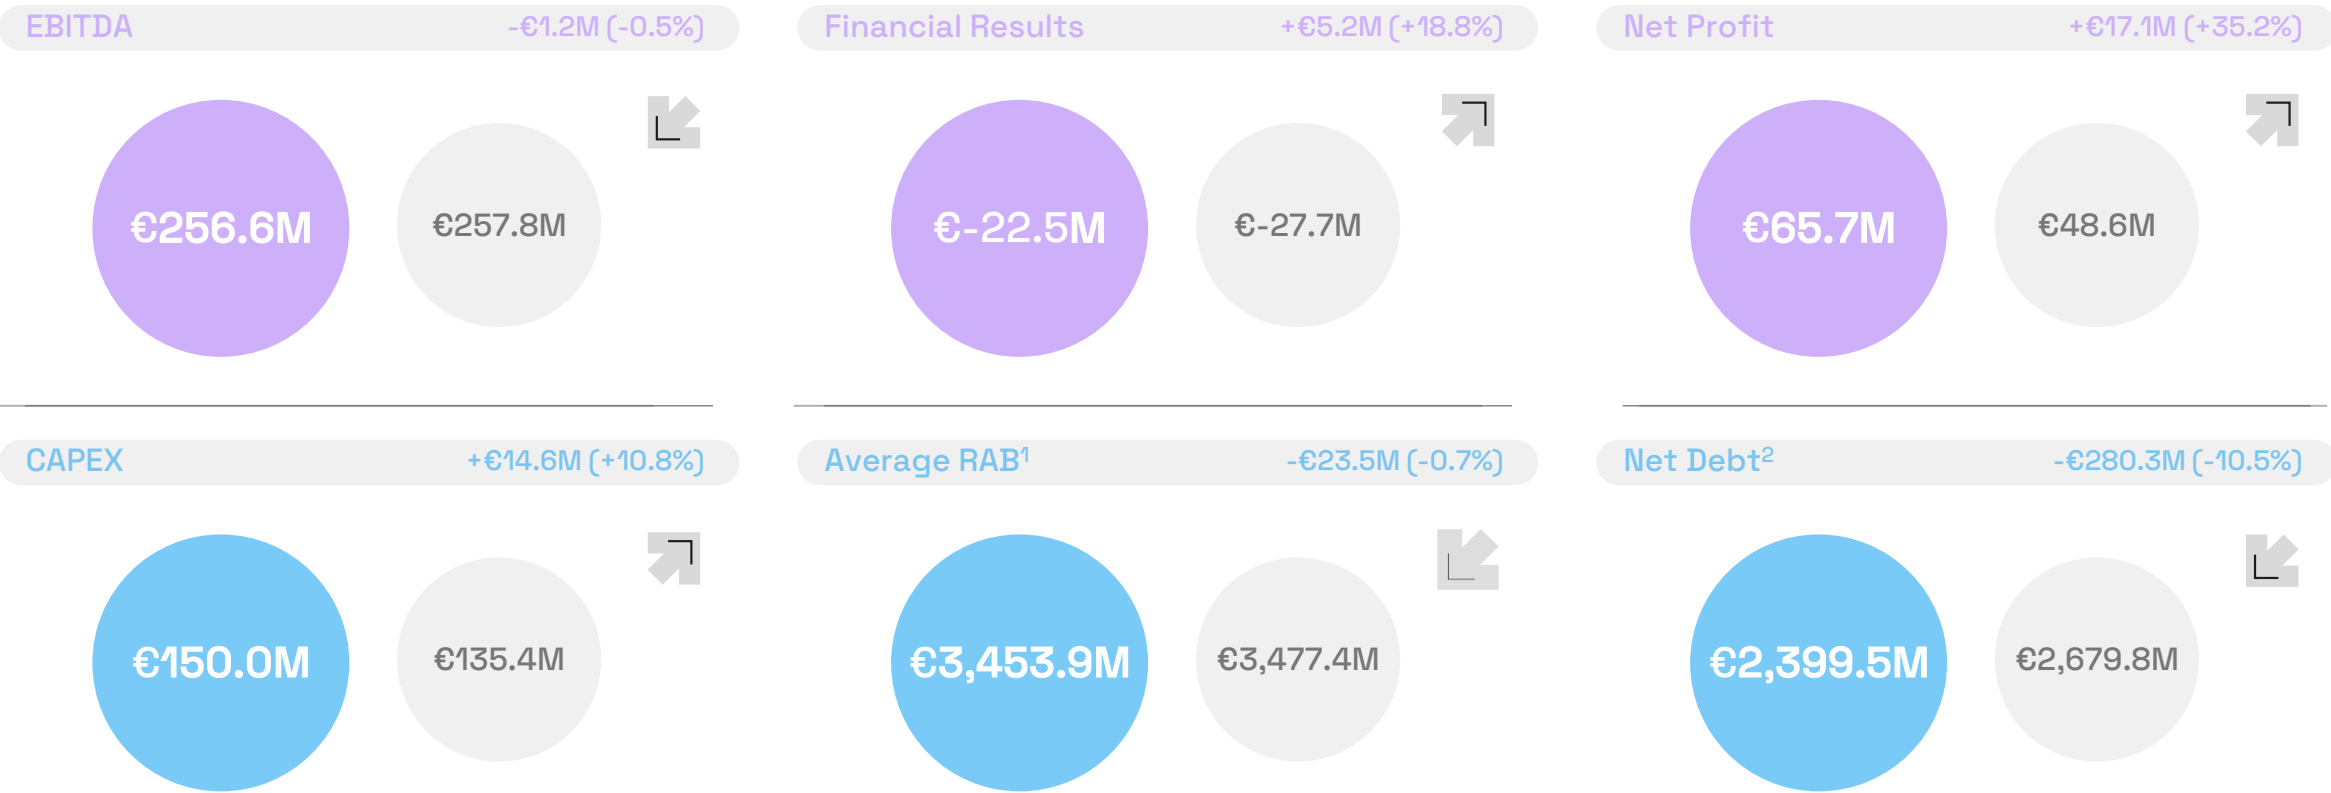 EBITDA -€1.2M (-0.5%)
€256.6M €257.8M
Financial Results +€5.2M (+18.8%)
€-22.5M €-27.7M
Net Profit +€17.1M (+35.2%)
€65.7M €48.6M
CAPEX +€14.6M (+10.8%)
€150.0M €135.4M
Average RAB¹ -€23.5M (-0.7%)
€3,453.9M €3,477.4M
Net Debt² -€280.3M (-10.5%)
€2,399.5M €2,679.8M